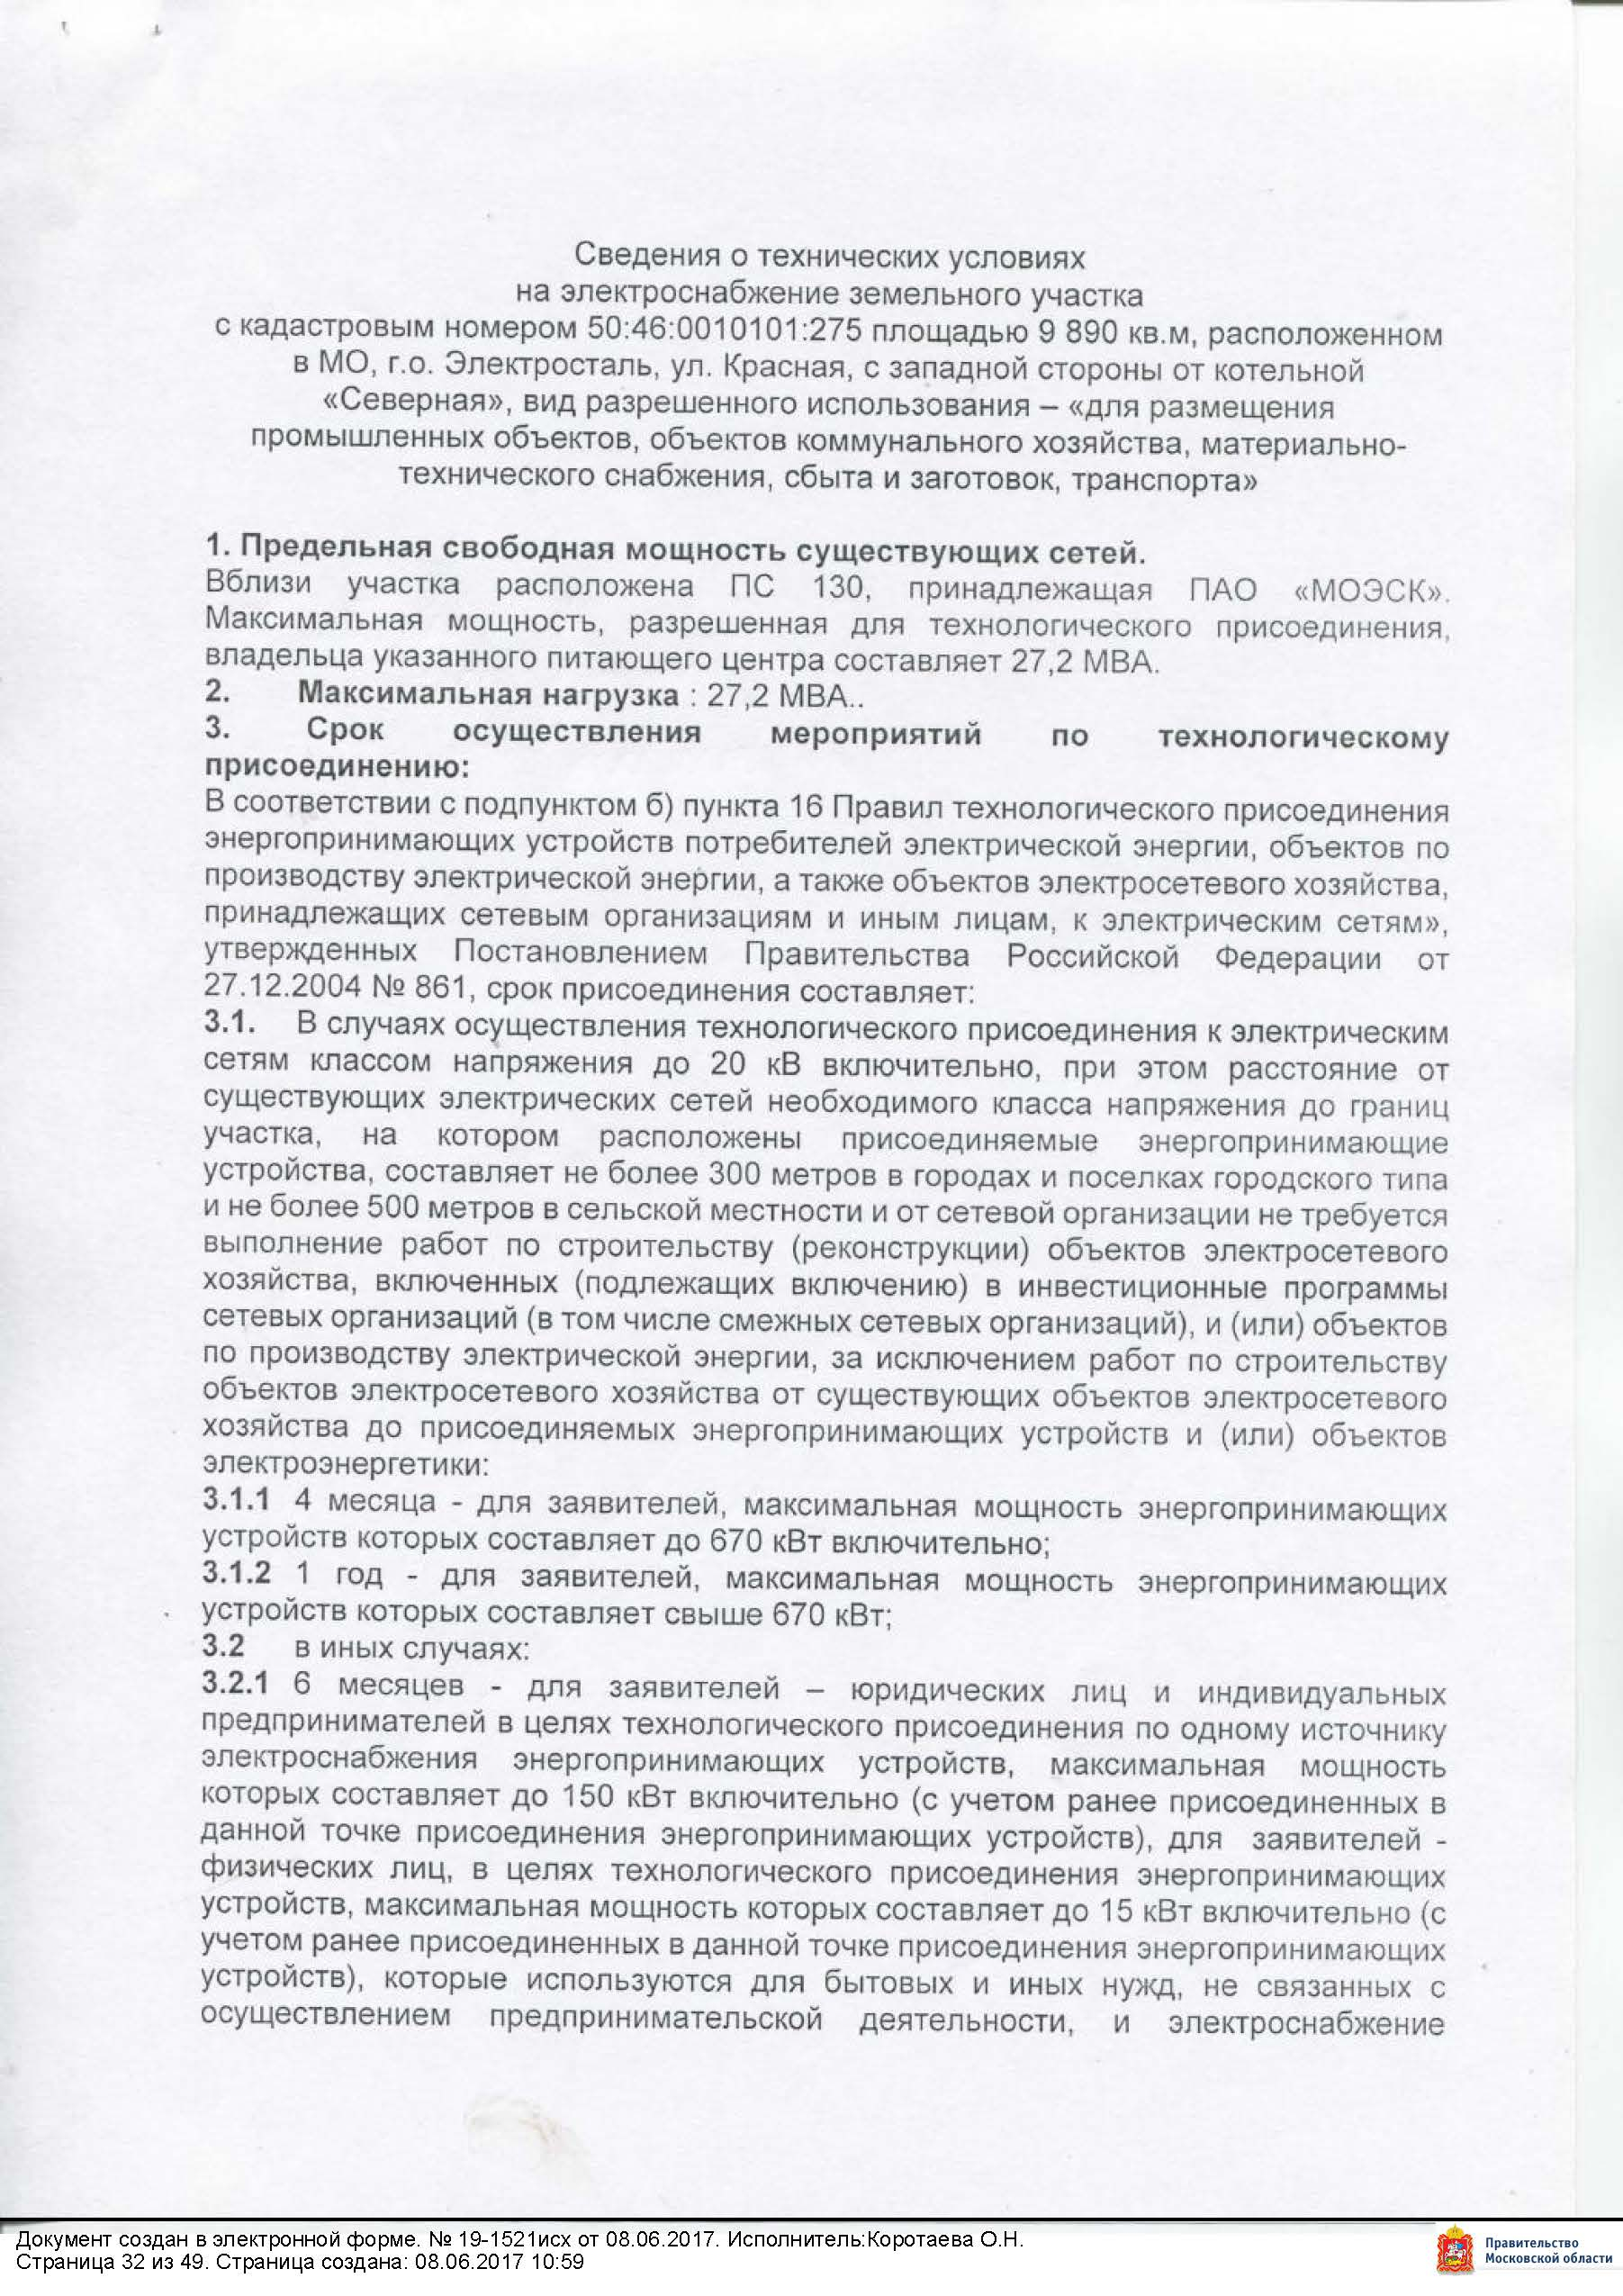 Сведения о технических условиях
на электроснабжение земельного участка
с кадастровым номером 50:46:0010101:275 площадью 9 890 кв.м, расположенном
в МО, г.о. Электросталь, ул. Красная, с западной стороны от котельной
«Северная», вид разрешенного использования – «для размещения
промышленных объектов, объектов коммунального хозяйства, материально-
технического снабжения, сбыта и заготовок, транспорта»
1. Предельная свободная мощность существующих сетей.
Вблизи участка расположена ПС 130, принадлежащая ПАО «МОЭСК».
Максимальная мощность, разрешенная для технологического присоединения,
владельца указанного питающего центра составляет 27,2 МВА.
2. Максимальная нагрузка : 27,2 МВА..
3. Срок осуществления мероприятий по технологическому
присоединению:
В соответствии с подпунктом б) пункта 16 Правил технологического присоединения
энергопринимающих устройств потребителей электрической энергии, объектов по
производству электрической энергии, а также объектов электросетевого хозяйства,
принадлежащих сетевым организациям и иным лицам, к электрическим сетям»,
утвержденных Постановлением Правительства Российской Федерации от
27.12.2004 № 861, срок присоединения составляет:
3.1. В случаях осуществления технологического присоединения к электрическим
сетям классом напряжения до 20 кВ включительно, при этом расстояние от
существующих электрических сетей необходимого класса напряжения до границ
участка, на котором расположены присоединяемые энергопринимающие
устройства, составляет не более 300 метров в городах и поселках городского типа
и не более 500 метров в сельской местности и от сетевой организации не требуется
выполнение работ по строительству (реконструкции) объектов электросетевого
хозяйства, включенных (подлежащих включению) в инвестиционные программы
сетевых организаций (в том числе смежных сетевых организаций), и (или) объектов
по производству электрической энергии, за исключением работ по строительству
объектов электросетевого хозяйства от существующих объектов электросетевого
хозяйства до присоединяемых энергопринимающих устройств и (или) объектов
электроэнергетики:
3.1.1 4 месяца - для заявителей, максимальная мощность энергопринимающих
устройств которых составляет до 670 кВт включительно;
3.1.2 1 год - для заявителей, максимальная мощность энергопринимающих
устройств которых составляет свыше 670 кВт;
3.2 в иных случаях:
3.2.1 6 месяцев - для заявителей – юридических лиц и индивидуальных
предпринимателей в целях технологического присоединения по одному источнику
электроснабжения энергопринимающих устройств, максимальная мощность
которых составляет до 150 кВт включительно (с учетом ранее присоединенных в
данной точке присоединения энергопринимающих устройств), для заявителей -
физических лиц, в целях технологического присоединения энергопринимающих
устройств, максимальная мощность которых составляет до 15 кВт включительно (с
учетом ранее присоединенных в данной точке присоединения энергопринимающих
устройств), которые используются для бытовых и иных нужд, не связанных с
осуществлением предпринимательской деятельности, и электроснабжение
Документ создан в электронной форме. № 19-1521исх от 08.06.2017. Исполнитель:Коротаева О.Н.
Страница 32 из 49. Страница создана: 08.06.2017 10:59
Правительство
Московской области